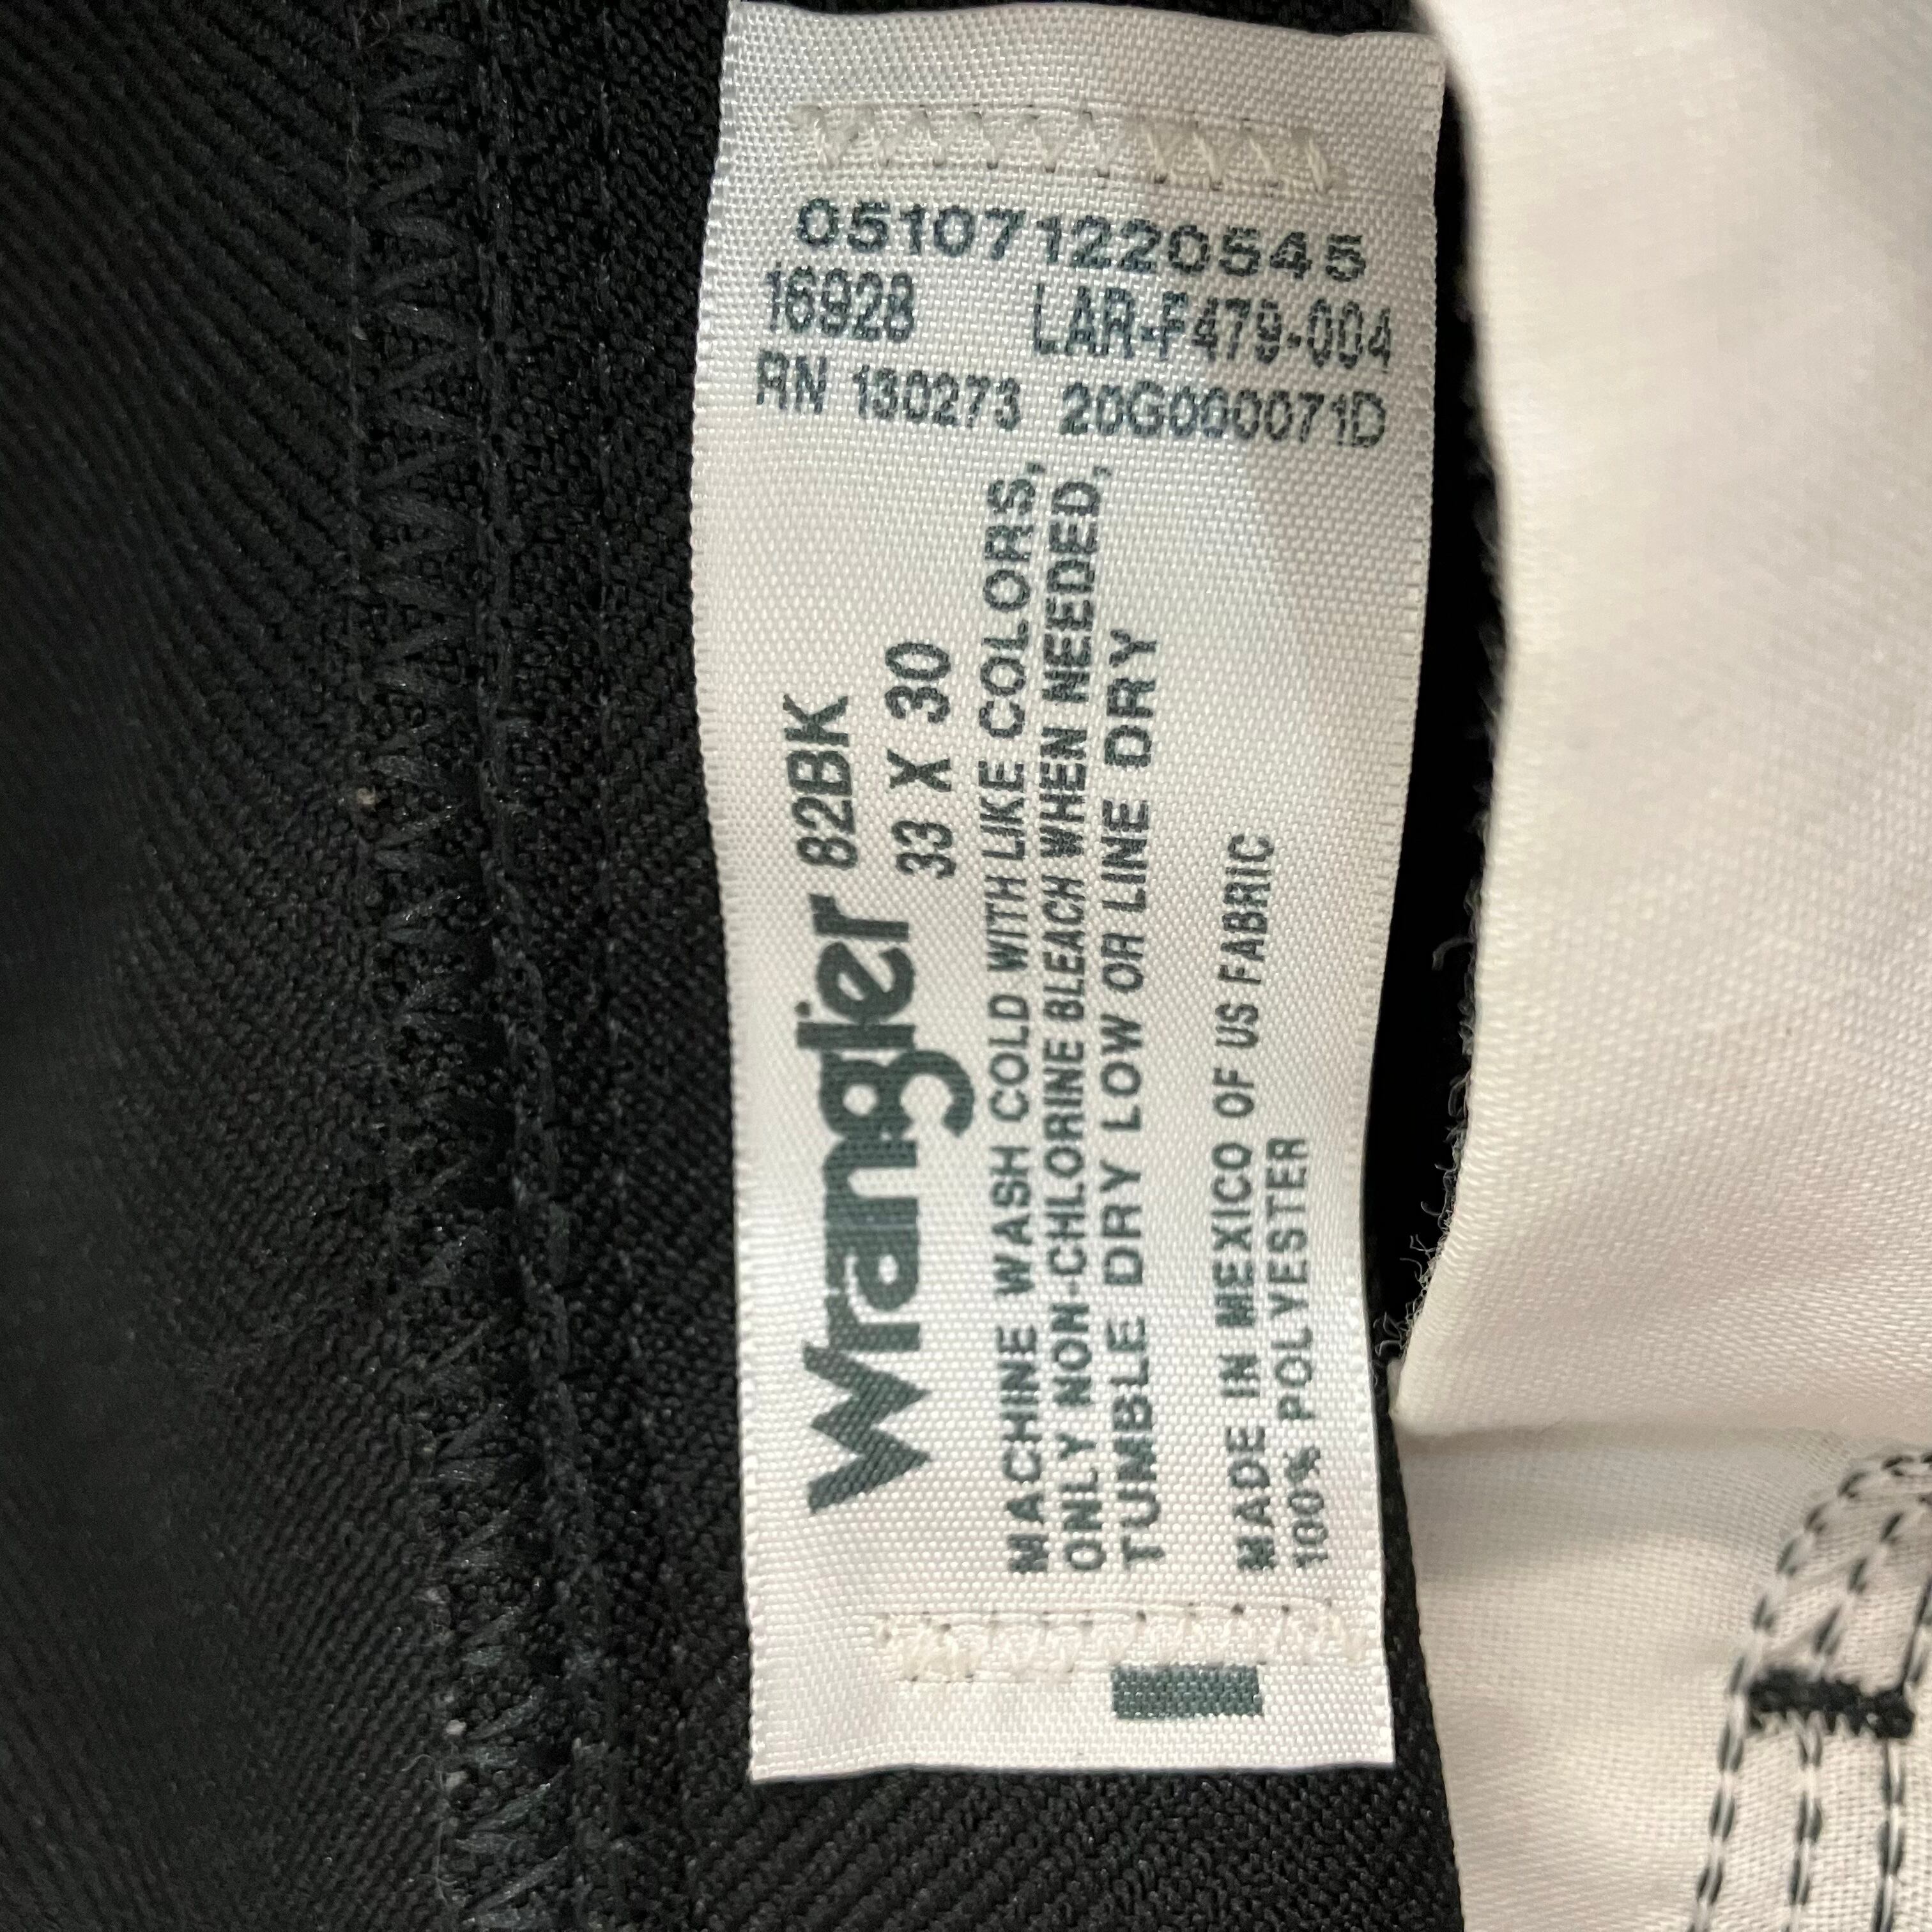 051071220545
16928 LAR-F479-004
RN 130273 20G000071D
Wrangler 82BK
33 X 30
MACHINE WASH COLD WITH LIKE COLORS,
ONLY NON-CHLORINE BLEACH WHEN NEEDED,
TUMBLE DRY LOW OR LINE DRY
MADE IN MEXICO OF US FABRIC
100% POLYESTER